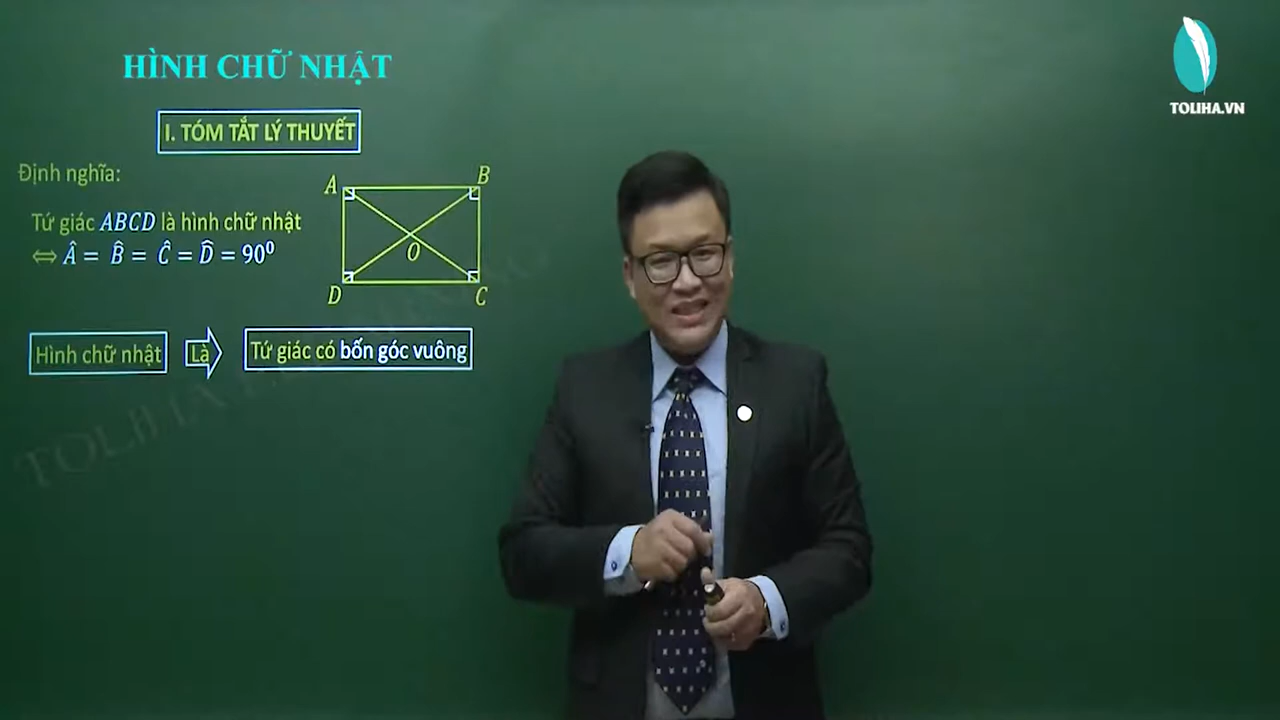 HÌNH CHỮ NHẬT
TOLIHA.VN
I. TÓM TẮT LÝ THUYẾT
Định nghĩa:
Tứ giác ABCD là hình chữ nhật
⇔ Â = B̂ = Ĉ = D̂ = 90⁰
A
B
O
D
C
Hình chữ nhật
Là
Tứ giác có bốn góc vuông